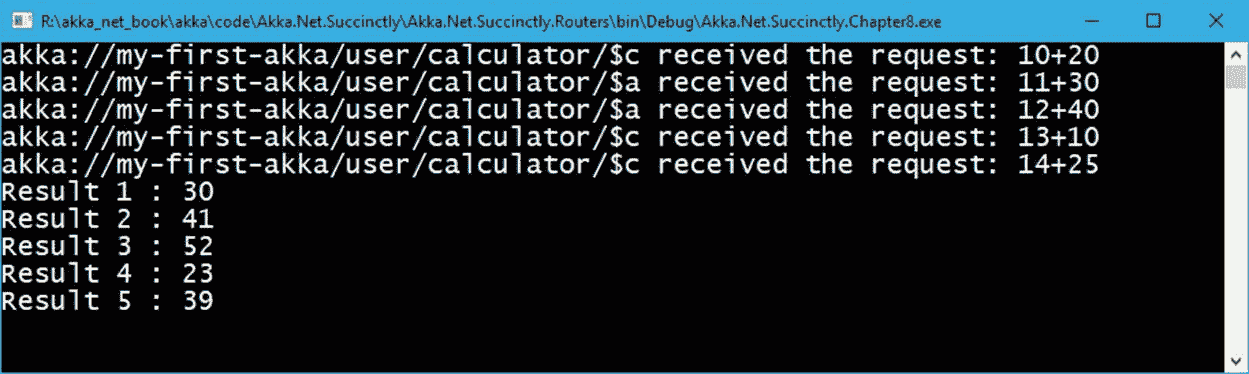 R:\akka_net_book\akka\code\Akka.Net.Succinctly\Akka.Net.Succinctly.Routers\bin\Debug\Akka.Net.Succinctly.Chapter8.exe
akka://my-first-akka/user/calculator/$c received the request: 10+20
akka://my-first-akka/user/calculator/$a received the request: 11+30
akka://my-first-akka/user/calculator/$a received the request: 12+40
akka://my-first-akka/user/calculator/$c received the request: 13+10
akka://my-first-akka/user/calculator/$c received the request: 14+25
Result 1 : 30
Result 2 : 41
Result 3 : 52
Result 4 : 23
Result 5 : 39